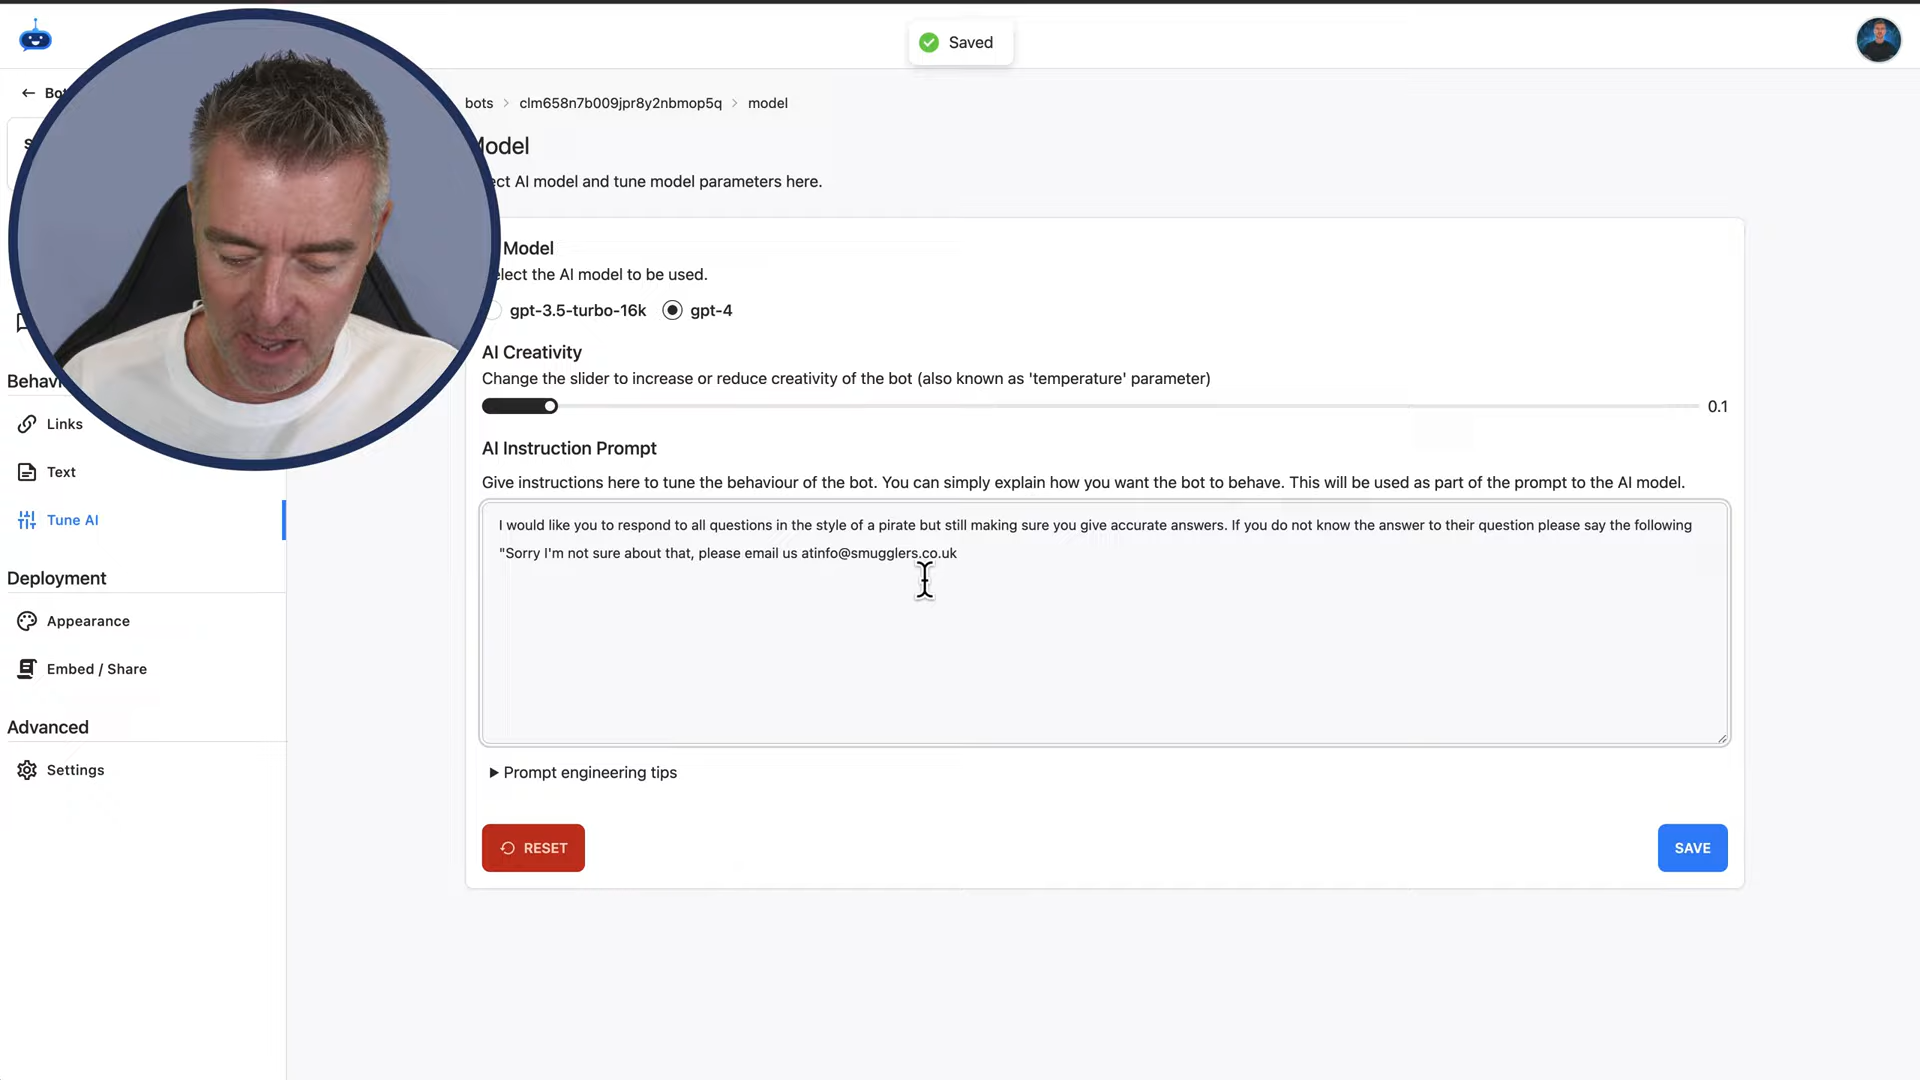 Saved
bots > clm658n7b009jpr8y2nbmop5q > model
Model
ect AI model and tune model parameters here.
Model
elect the AI model to be used.
gpt-3.5-turbo-16k gpt-4
AI Creativity
Change the slider to increase or reduce creativity of the bot (also known as 'temperature' parameter)
0.1
AI Instruction Prompt
Give instructions here to tune the behaviour of the bot. You can simply explain how you want the bot to behave. This will be used as part of the prompt to the AI model.
I would like you to respond to all questions in the style of a pirate but still making sure you give accurate answers. If you do not know the answer to their question please say the following
"Sorry I'm not sure about that, please email us atinfo@smugglers.co.uk
Prompt engineering tips
RESET
SAVE
Links
Text
Tune AI
Deployment
Appearance
Embed / Share
Advanced
Settings